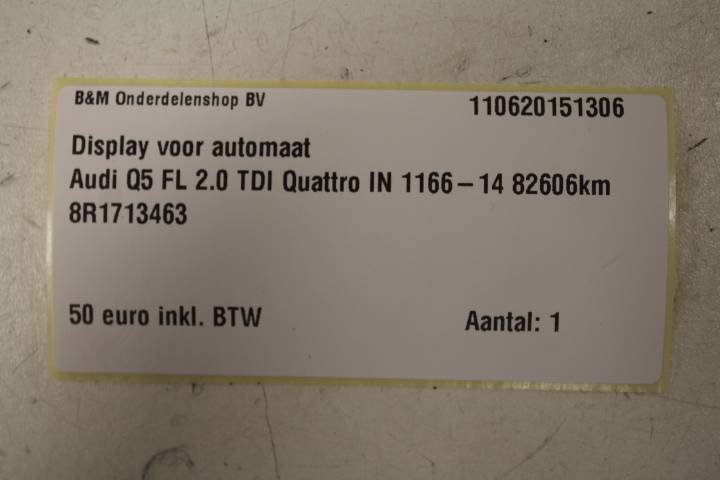 B&M Onderdelenshop BV 110620151306
Display voor automaat
Audi Q5 FL 2.0 TDI Quattro IN 1166 – 14 82606km
8R1713463
50 euro inkl. BTW Aantal: 1